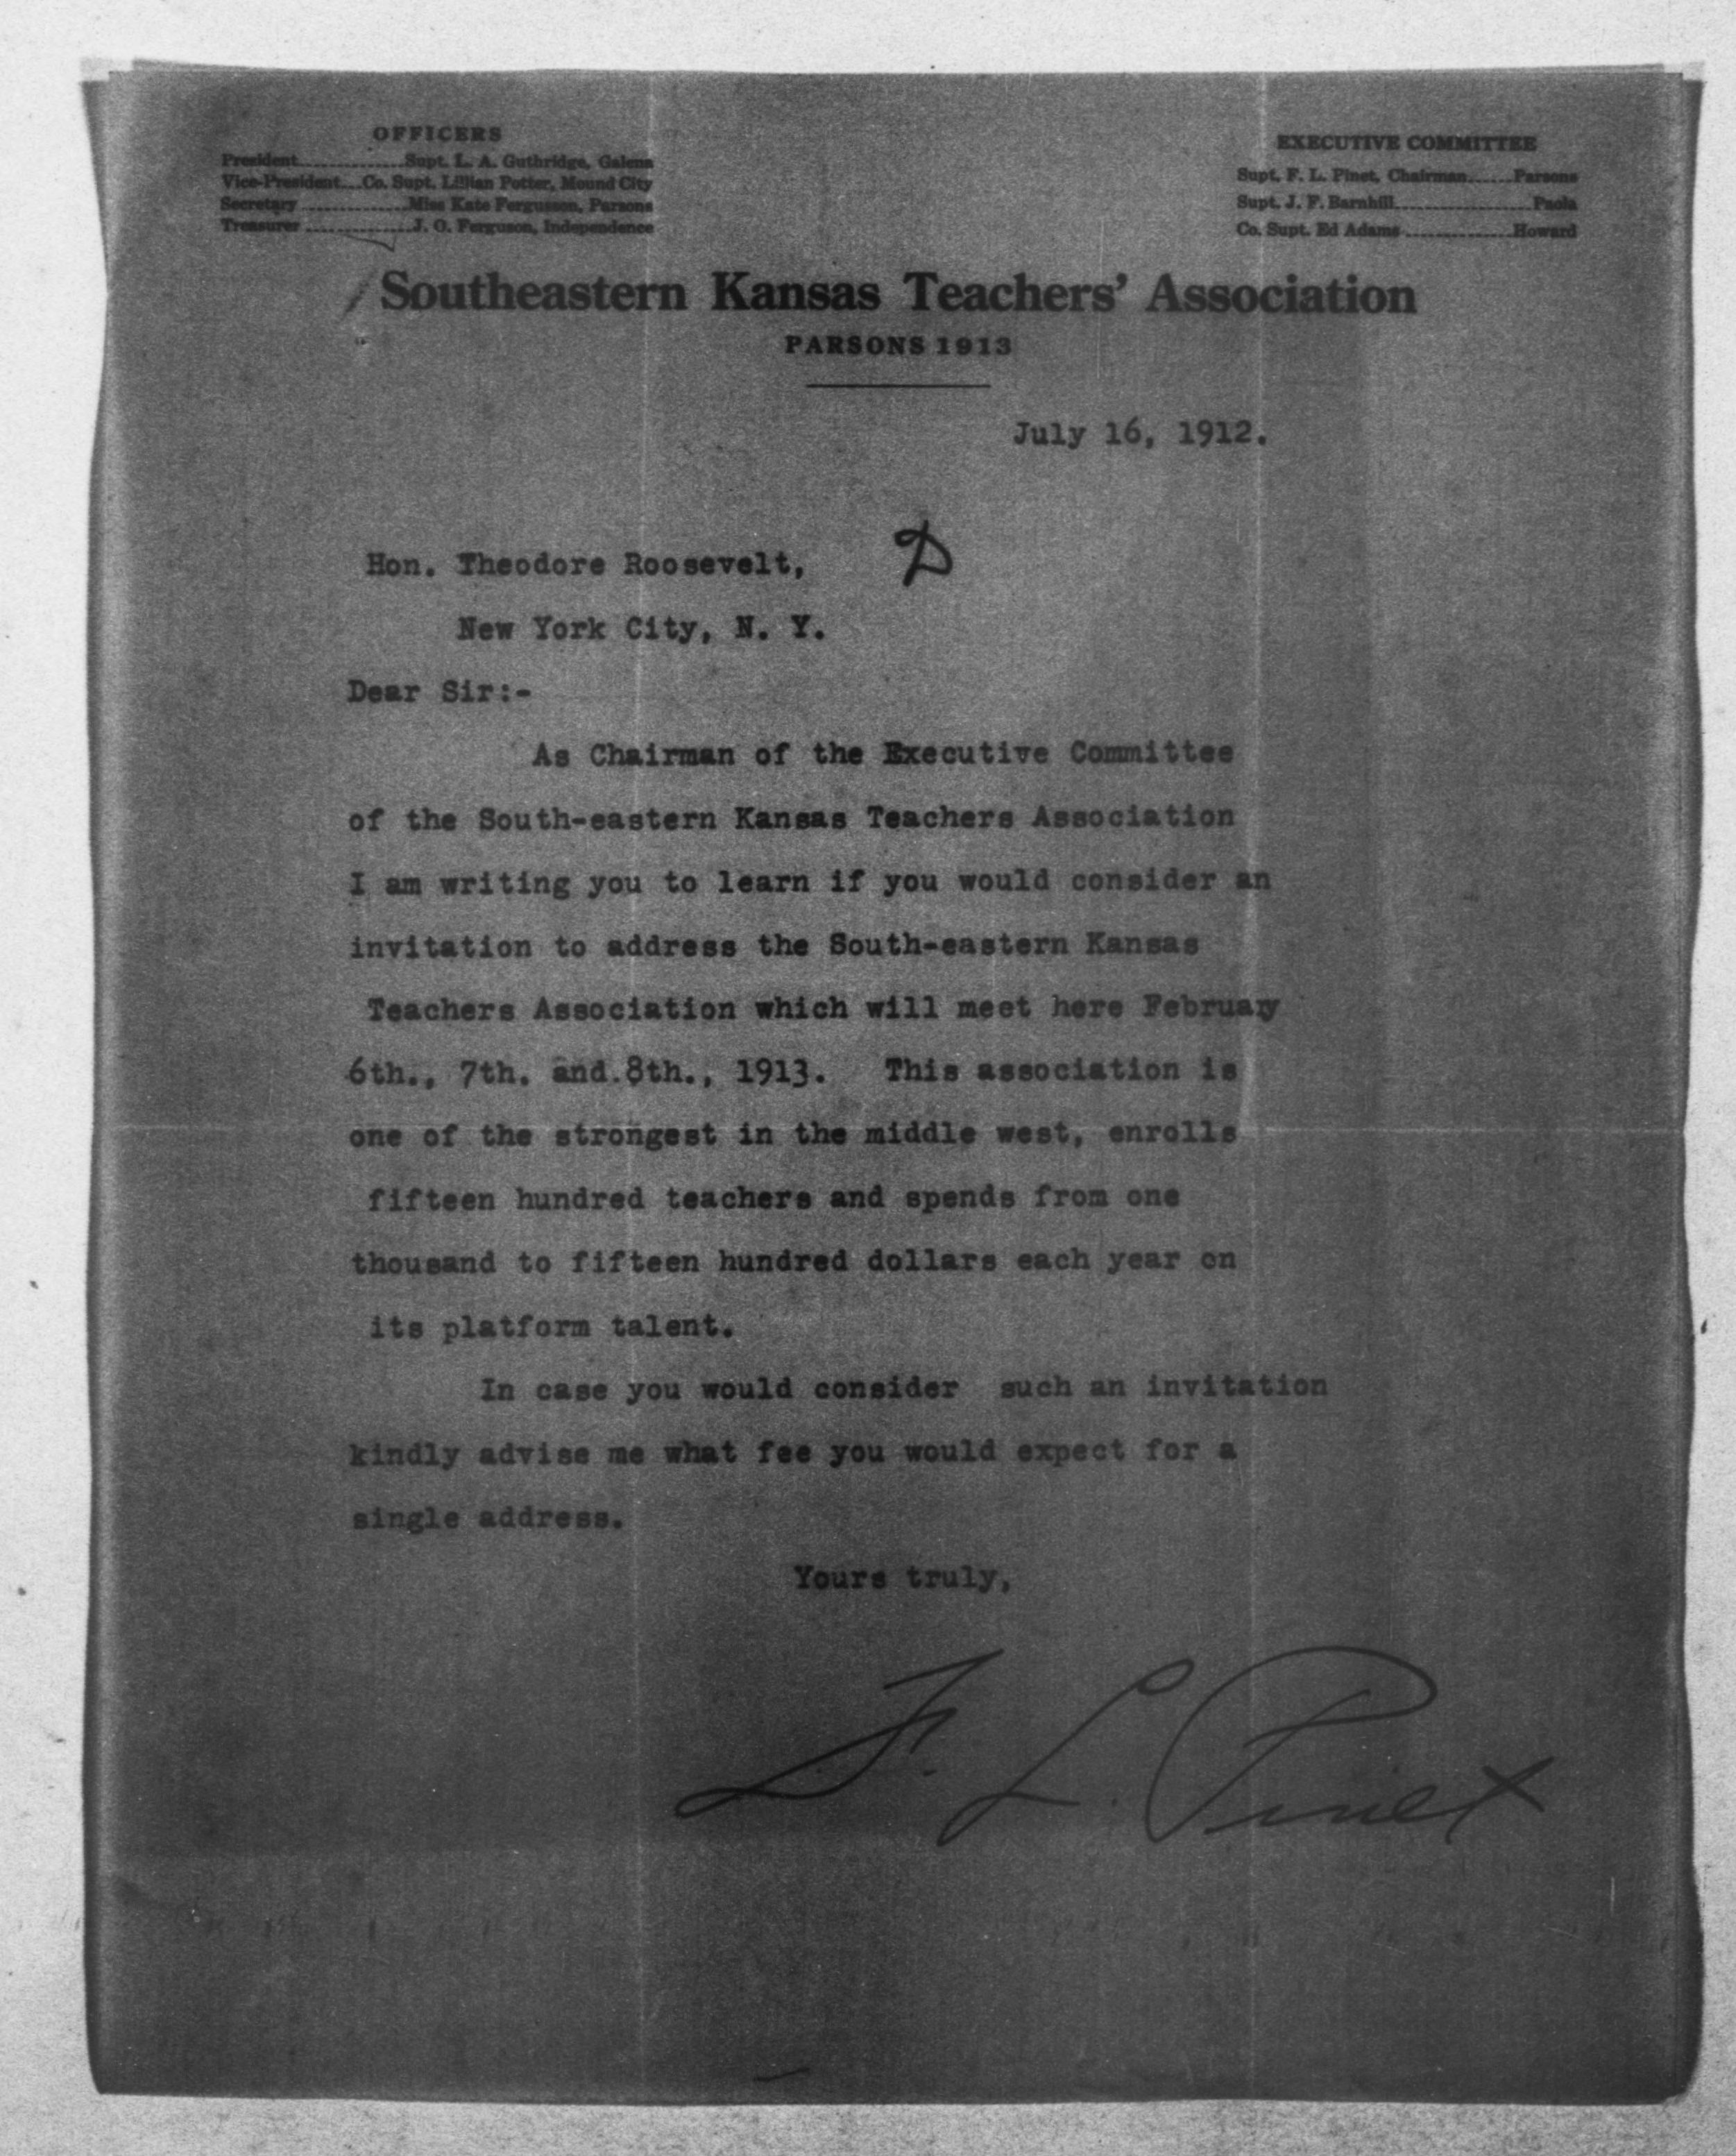 OFFICERS
President..............Supt. L. A. Guthridge, Galena
Vice-President...Co. Supt. Lillian Potter, Mound City
Secretary..............Miss Kate Fergusson, Parsons
Treasurer..............J. O. Ferguson, Independence
EXECUTIVE COMMITTEE
Supt. F. L. Pinet, Chairman......Parsons
Supt. J. F. Barnhill..................Paola
Co. Supt. Ed Adams..............Howard
Southeastern Kansas Teachers' Association
PARSONS 1913
July 16, 1912.
D
Hon. Theodore Roosevelt,
New York City, N. Y.
Dear Sir:-
As Chairman of the Executive Committee
of the South-eastern Kansas Teachers Association
I am writing you to learn if you would consider an
invitation to address the South-eastern Kansas
Teachers Association which will meet here February
6th., 7th. and.8th., 1913. This association is
one of the strongest in the middle west, enrolls
fifteen hundred teachers and spends from one
thousand to fifteen hundred dollars each year on
its platform talent.
In case you would consider such an invitation
kindly advise me what fee you would expect for a
single address.
Yours truly,
F. L. Pinet